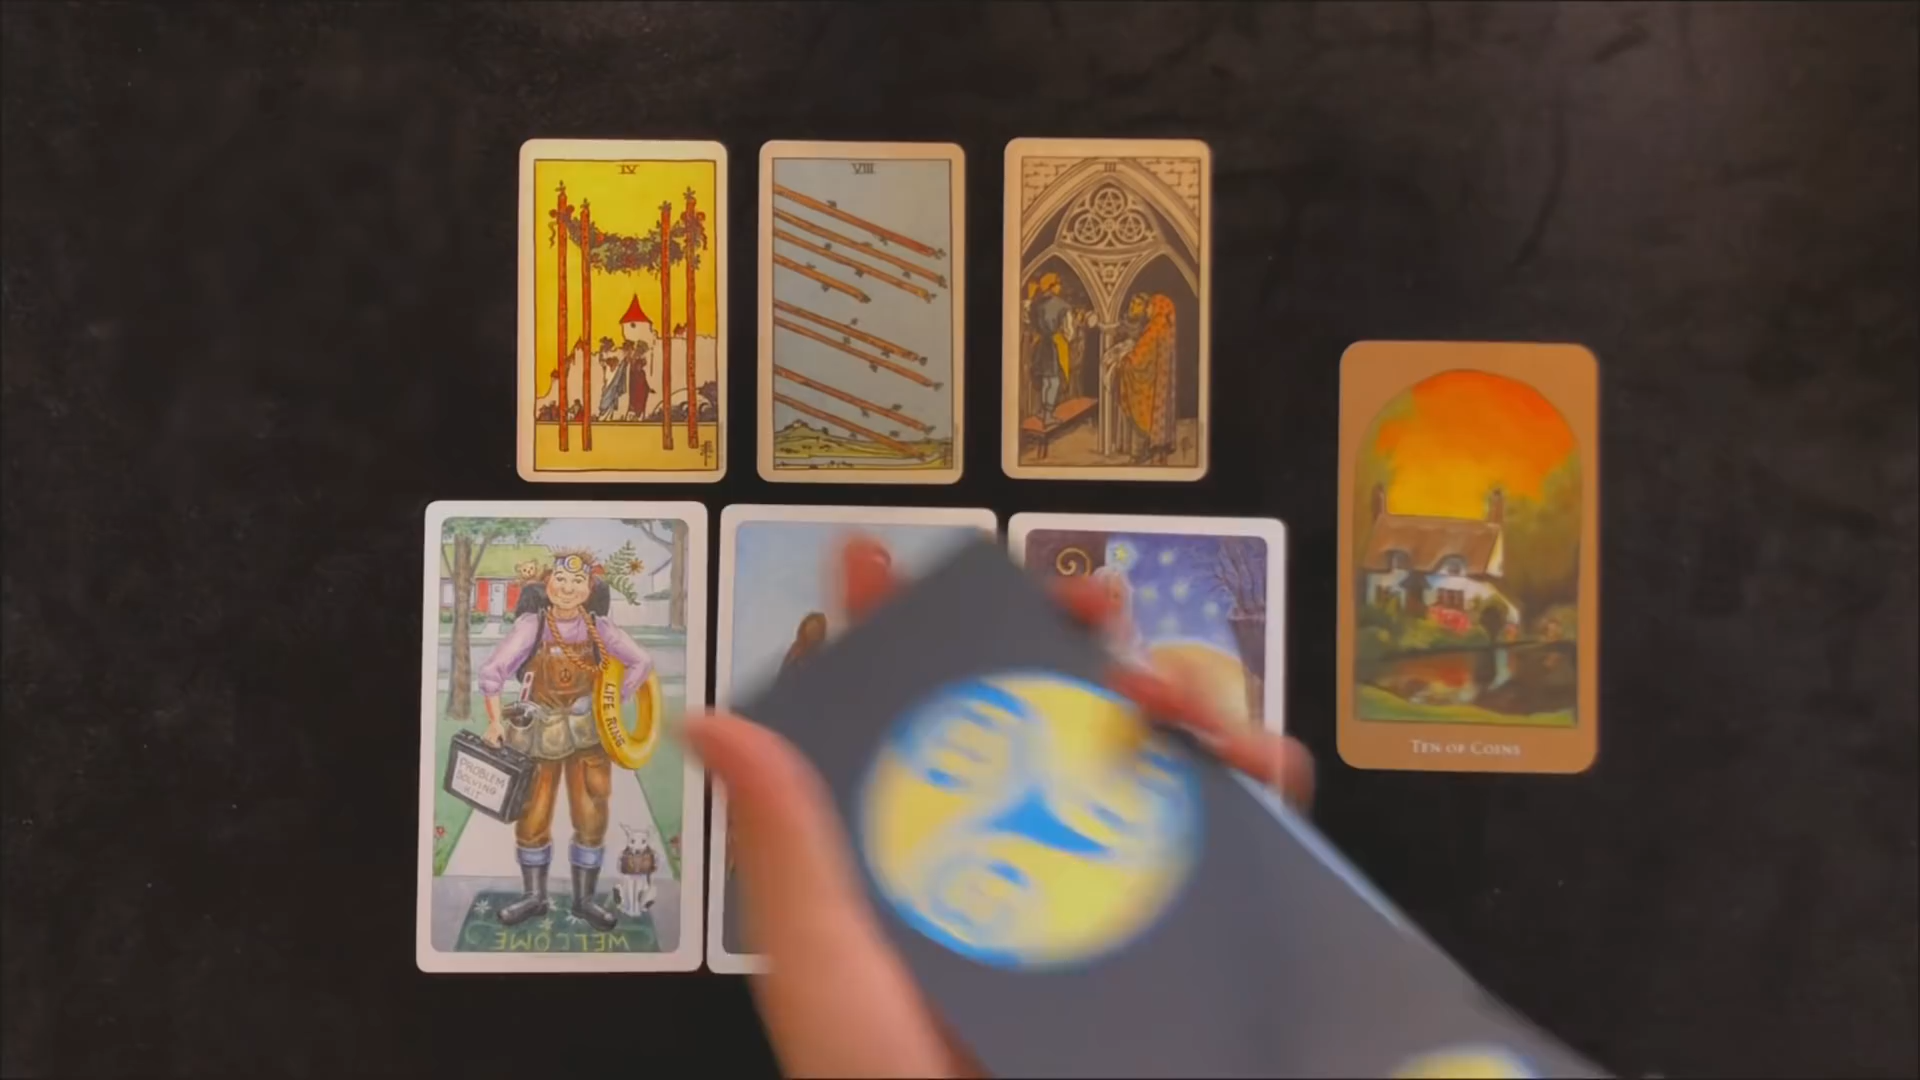 IV
VIII
III
LIFE RING
PROBLEM
SOLVING
KIT
WELCOME
TEN OF COINS